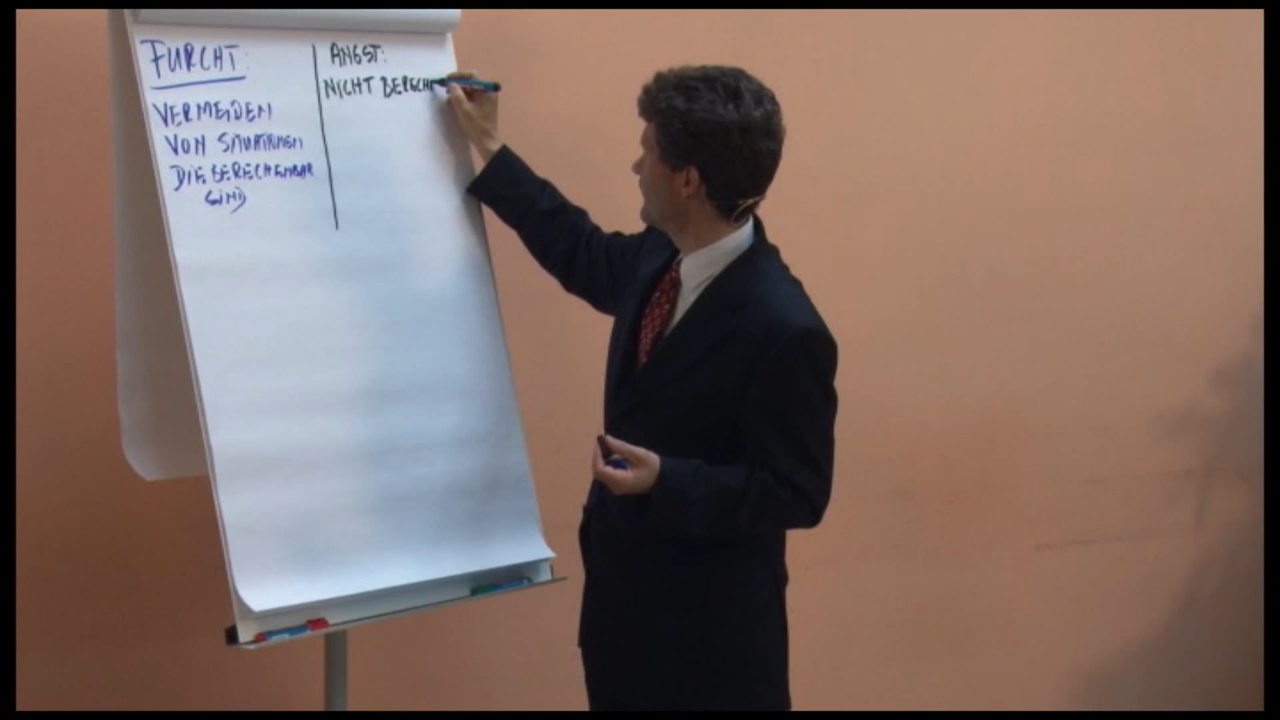 FURCHT:
VERMEIDEN
VON SITUATIONEN
DIE BERECHENBAR
SIND
ANGST:
NICHT BERECH